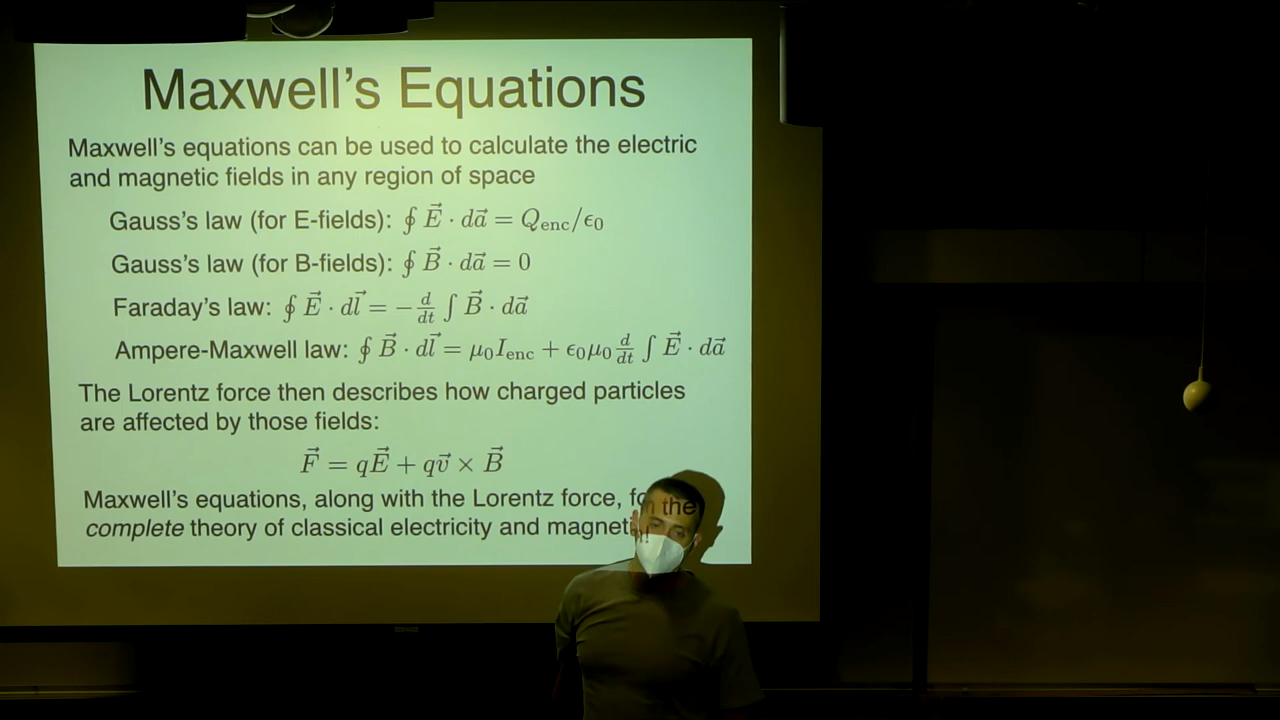 Maxwell's Equations
Maxwell's equations can be used to calculate the electric
and magnetic fields in any region of space
Gauss's law (for E-fields): ∮ E⃗ · da⃗ = Q_enc/ϵ₀
Gauss's law (for B-fields): ∮ B⃗ · da⃗ = 0
Faraday's law: ∮ E⃗ · dl⃗ = −d/dt ∫ B⃗ · da⃗
Ampere-Maxwell law: ∮ B⃗ · dl⃗ = μ₀I_enc + ϵ₀μ₀ d/dt ∫ E⃗ · da⃗
The Lorentz force then describes how charged particles
are affected by those fields:
F⃗ = qE⃗ + qv⃗ × B⃗
Maxwell's equations, along with the Lorentz force, the
complete theory of classical electricity and